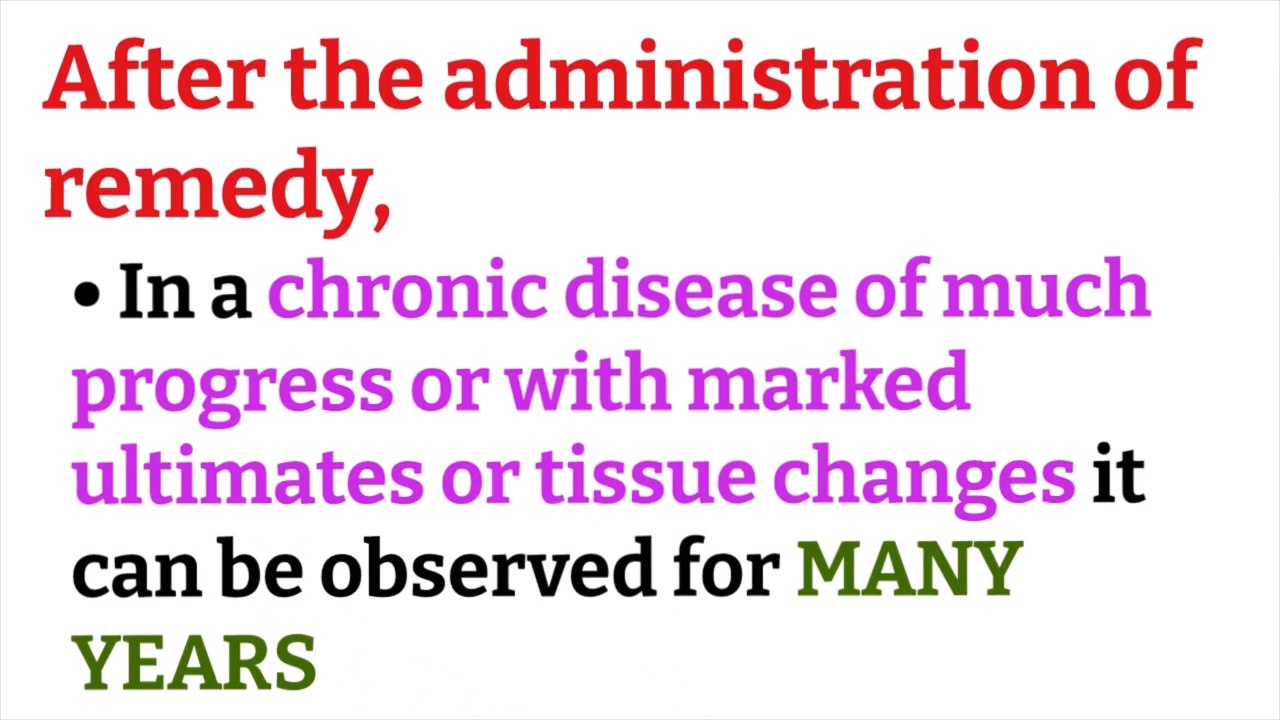 After the administration of
remedy,
• In a chronic disease of much
progress or with marked
ultimates or tissue changes it
can be observed for MANY
YEARS